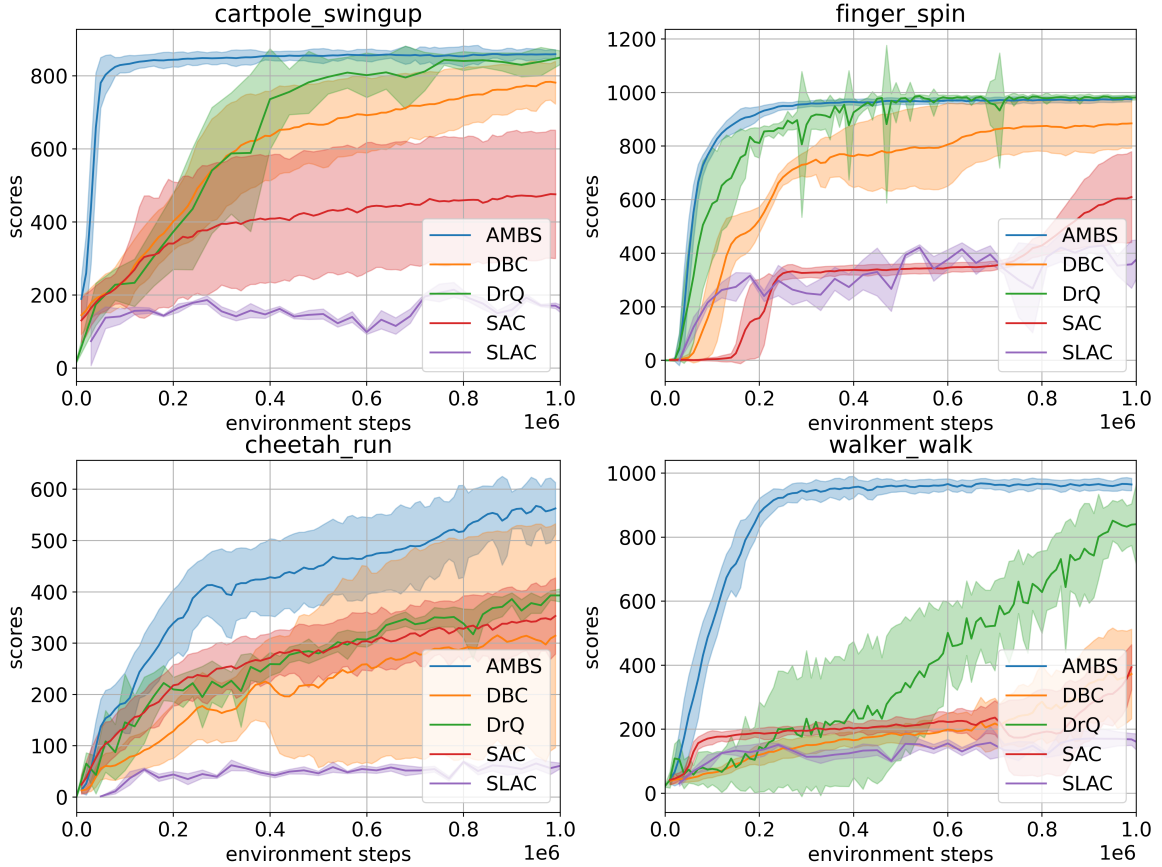 cartpole_swingup
800
600
400
200
0
scores
AMBS
DBC
DrQ
SAC
SLAC
0.0 0.2 0.4 0.6 0.8 1.0
environment steps 1e6
finger_spin
1200
1000
800
600
400
200
0
scores
AMBS
DBC
DrQ
SAC
SLAC
0.0 0.2 0.4 0.6 0.8 1.0
environment steps 1e6
cheetah_run
600
500
400
300
200
100
0
scores
AMBS
DBC
DrQ
SAC
SLAC
0.0 0.2 0.4 0.6 0.8 1.0
environment steps 1e6
walker_walk
1000
800
600
400
200
0
scores
AMBS
DBC
DrQ
SAC
SLAC
0.0 0.2 0.4 0.6 0.8 1.0
environment steps 1e6